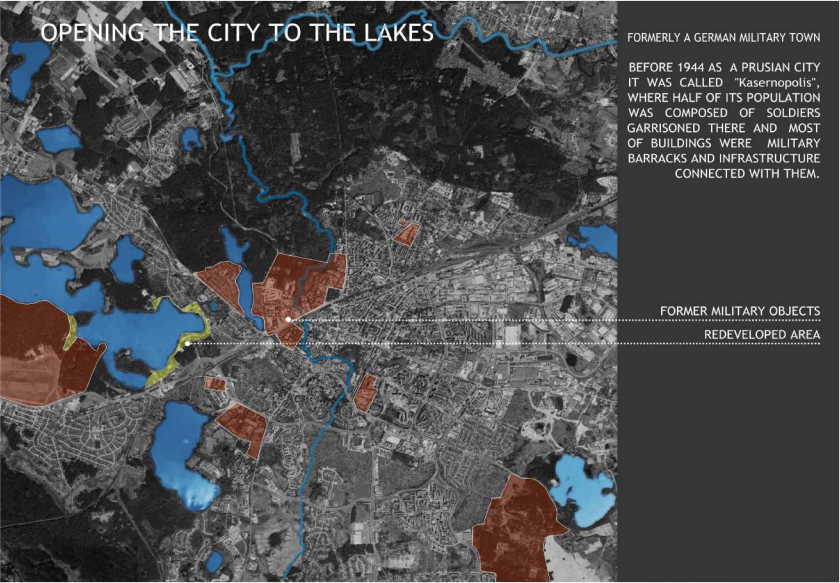 OPENING THE CITY TO THE LAKES
FORMERLY A GERMAN MILITARY TOWN
BEFORE 1944 AS A PRUSIAN CITY
IT WAS CALLED "Kasernopolis",
WHERE HALF OF ITS POPULATION
WAS COMPOSED OF SOLDIERS
GARRISONED THERE AND MOST
OF BUILDINGS WERE MILITARY
BARRACKS AND INFRASTRUCTURE
CONNECTED WITH THEM.
FORMER MILITARY OBJECTS
REDEVELOPED AREA